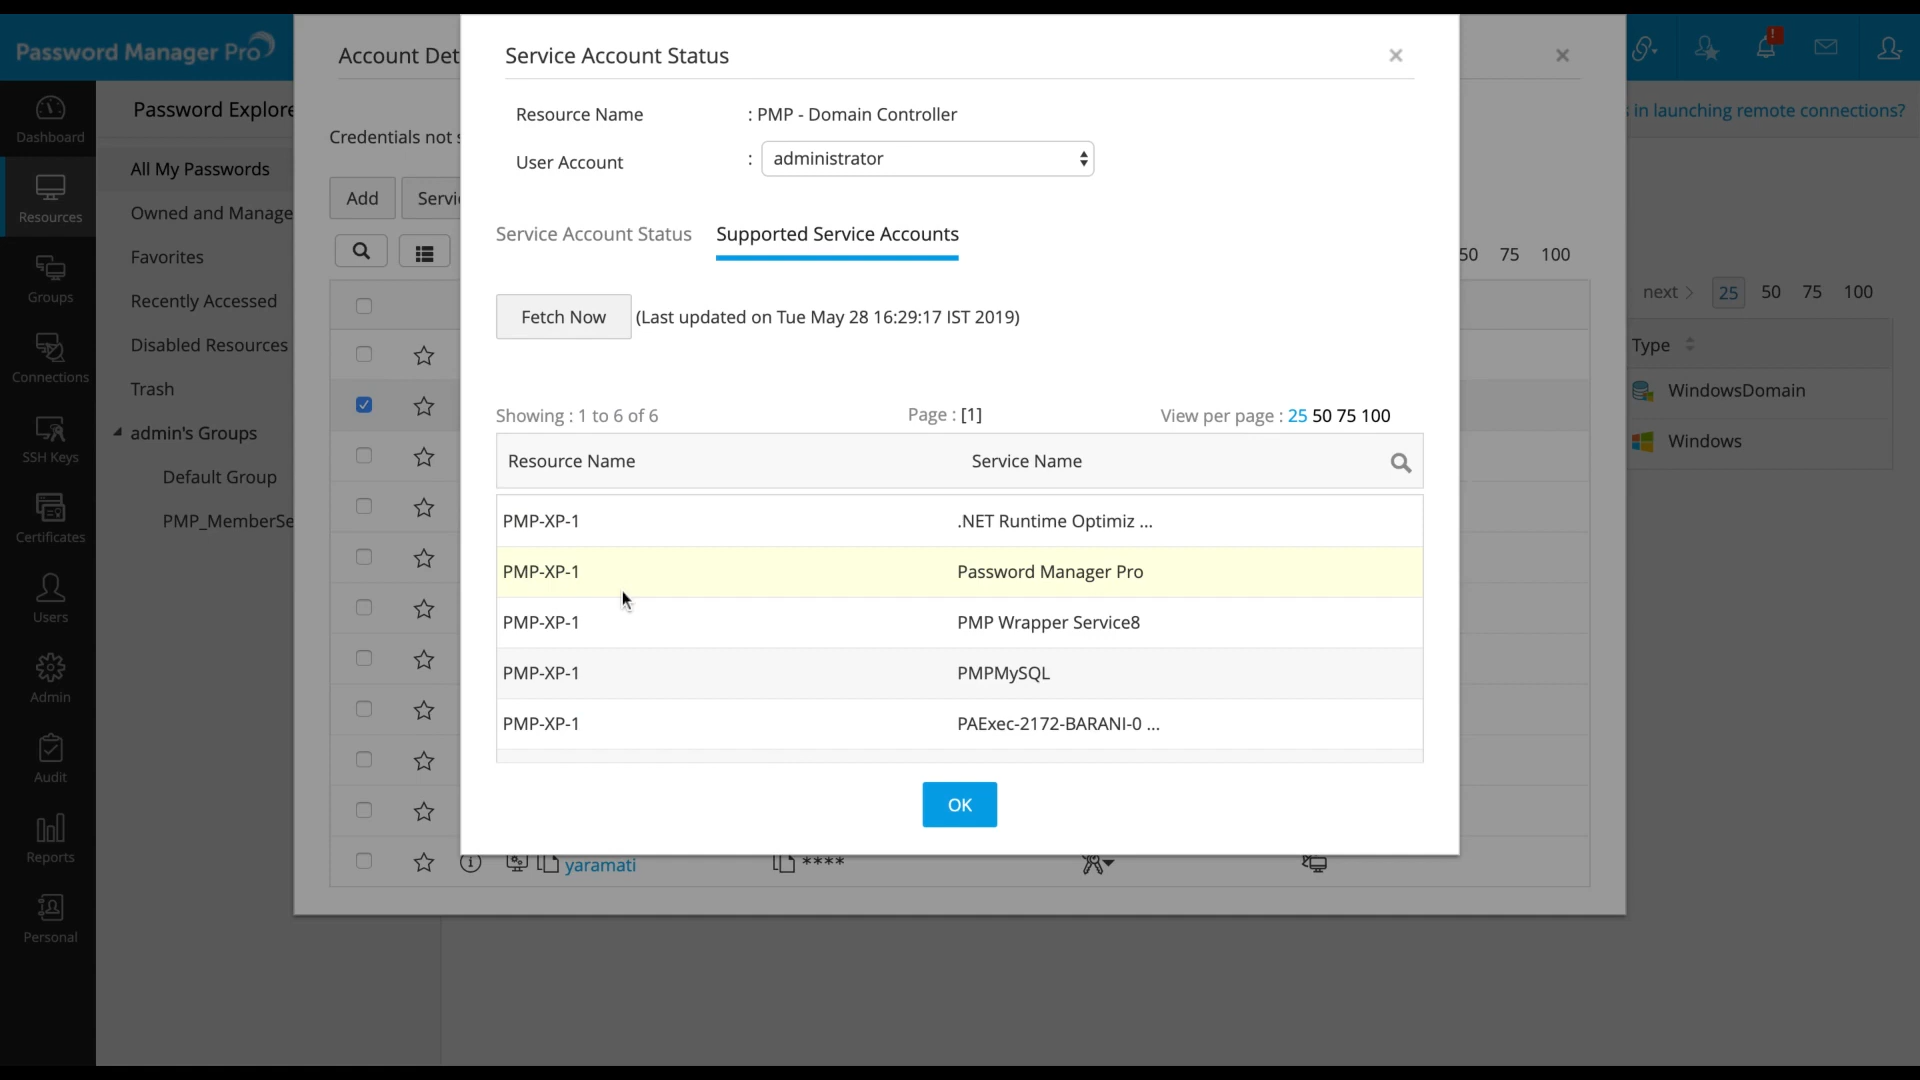 Password Manager Pro
Dashboard
Resources
Groups
Connections
SSH Keys
Certificates
Users
Admin
Audit
Reports
Personal
Password Explore
All My Passwords
Owned and Manage
Favorites
Recently Accessed
Disabled Resources
Trash
admin's Groups
Default Group
PMP_MemberSe
Account Det
×
Credentials not s
Add
Servi
50 75 100
yaramati
****
Service Account Status
×
Resource Name : PMP - Domain Controller
User Account : administrator
Service Account Status Supported Service Accounts
Fetch Now (Last updated on Tue May 28 16:29:17 IST 2019)
Showing : 1 to 6 of 6 Page : [1] View per page : 25 50 75 100
Resource Name Service Name
PMP-XP-1 .NET Runtime Optimiz ...
PMP-XP-1 Password Manager Pro
PMP-XP-1 PMP Wrapper Service8
PMP-XP-1 PMPMySQL
PMP-XP-1 PAExec-2172-BARANI-0 ...
OK
!
s in launching remote connections?
next > 25 50 75 100
Type
WindowsDomain
Windows